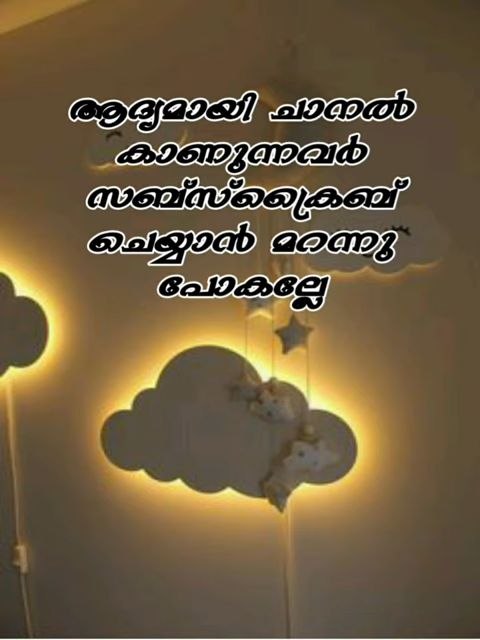 ആദ്യമായി ചാനൽ
കാണുന്നവർ
സബ്സ്ക്രൈബ്
ചെയ്യാൻ മറന്നു
പോകല്ലേ